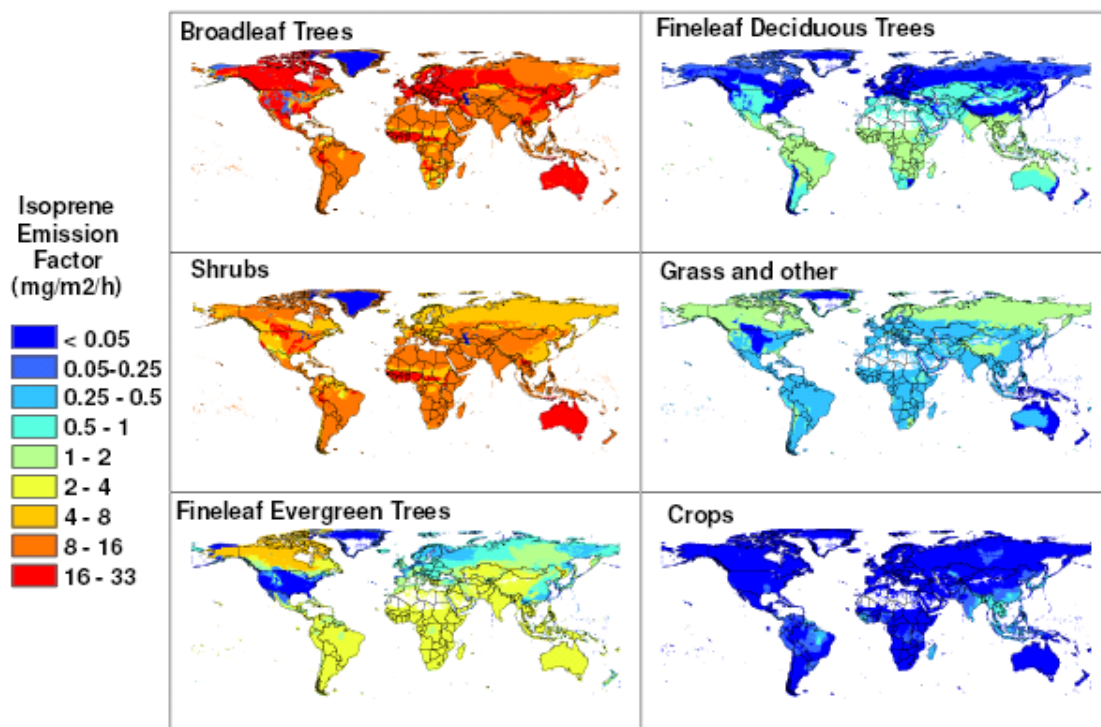 Broadleaf Trees
Fineleaf Deciduous Trees
Isoprene
Emission
Factor
(mg/m2/h)
< 0.05
0.05-0.25
0.25 - 0.5
0.5 - 1
1 - 2
2 - 4
4 - 8
8 - 16
16 - 33
Shrubs
Grass and other
Fineleaf Evergreen Trees
Crops